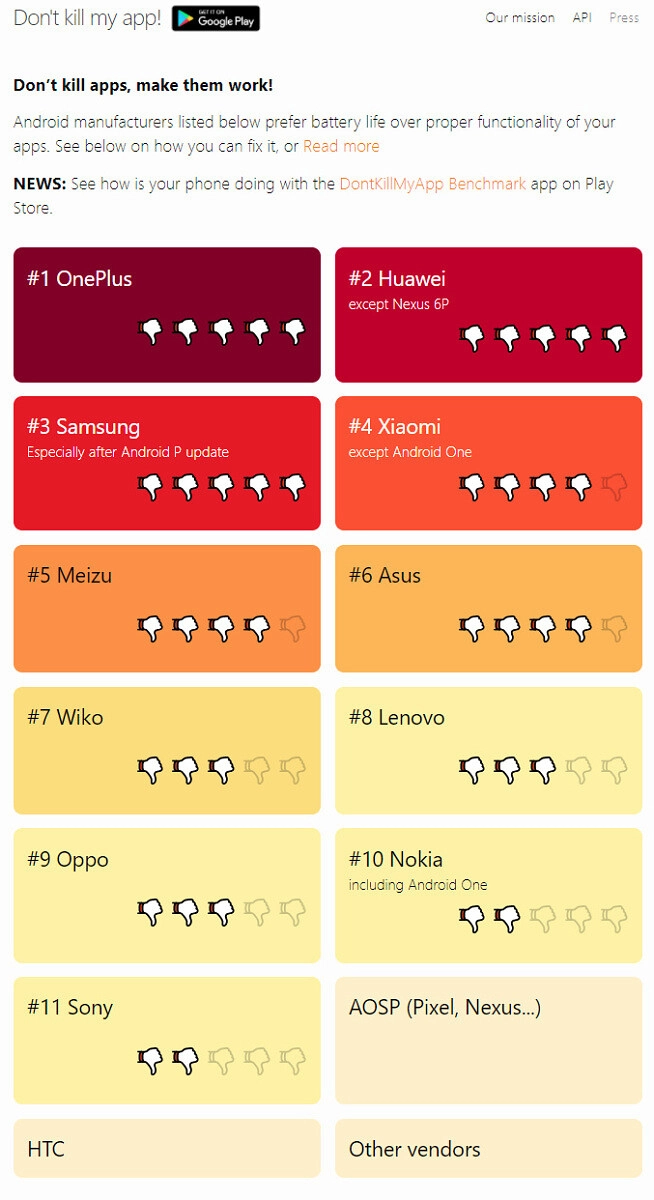 Don't kill my app!
GET IT ON
Google Play
Our mission API Press
Don’t kill apps, make them work!
Android manufacturers listed below prefer battery life over proper functionality of your
apps. See below on how you can fix it, or Read more
NEWS: See how is your phone doing with the DontKillMyApp Benchmark app on Play
Store.
#1 OnePlus
#2 Huawei
except Nexus 6P
#3 Samsung
Especially after Android P update
#4 Xiaomi
except Android One
#5 Meizu
#6 Asus
#7 Wiko
#8 Lenovo
#9 Oppo
#10 Nokia
including Android One
#11 Sony
AOSP (Pixel, Nexus...)
HTC
Other vendors